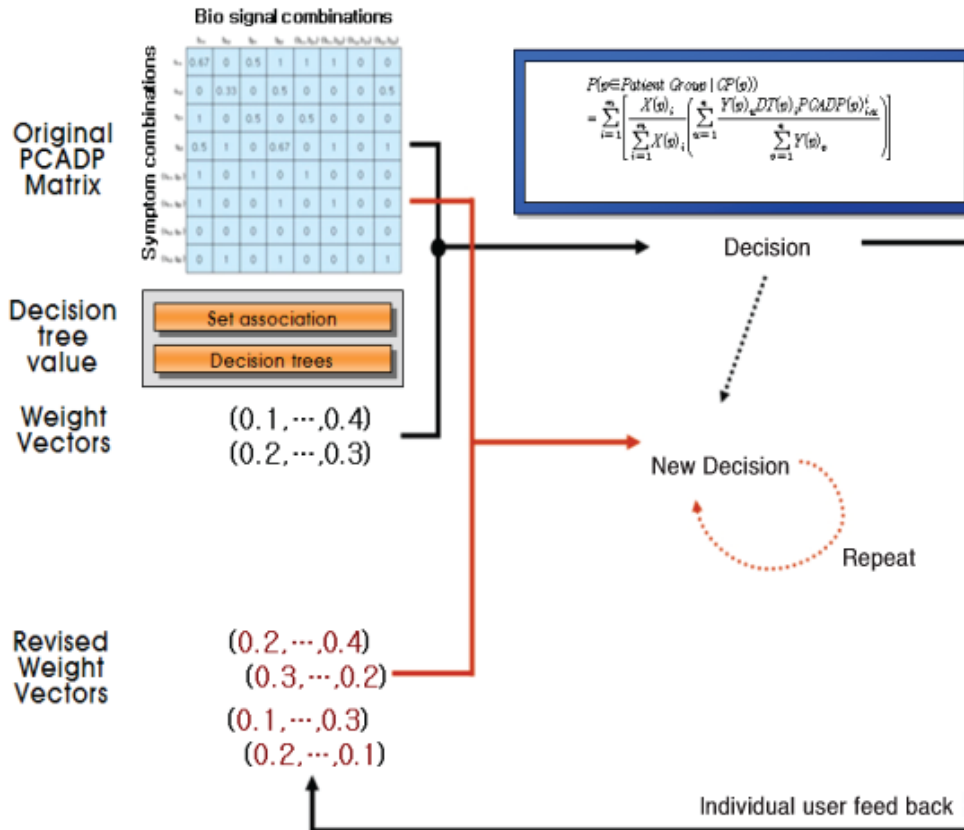 Bio signal combinations
Symptom combinations
Original
PCADP
Matrix
0.67 0 0.5 1 1 1 0 0
0 0.33 0 0.5 0 0 0 0.5
1 0 0.5 0 0.5 0 0 0
0.5 1 0 0.67 0 1 0 0
1 0 1 0 1 0 0 0
1 0 0 1 0 1 0 0
0 0 0 0 0 0 0 0
0 1 0 1 0 0 0 1
P(𝔭∈Patient Group | CP(𝔭))
Decision
Decision
tree
value
Set association
Decision trees
Weight
Vectors
(0.1,⋯,0.4)
(0.2,⋯,0.3)
New Decision
Repeat
Revised
Weight
Vectors
(0.2,⋯,0.4)
(0.3,⋯,0.2)
(0.1,⋯,0.3)
(0.2,⋯,0.1)
Individual user feed back